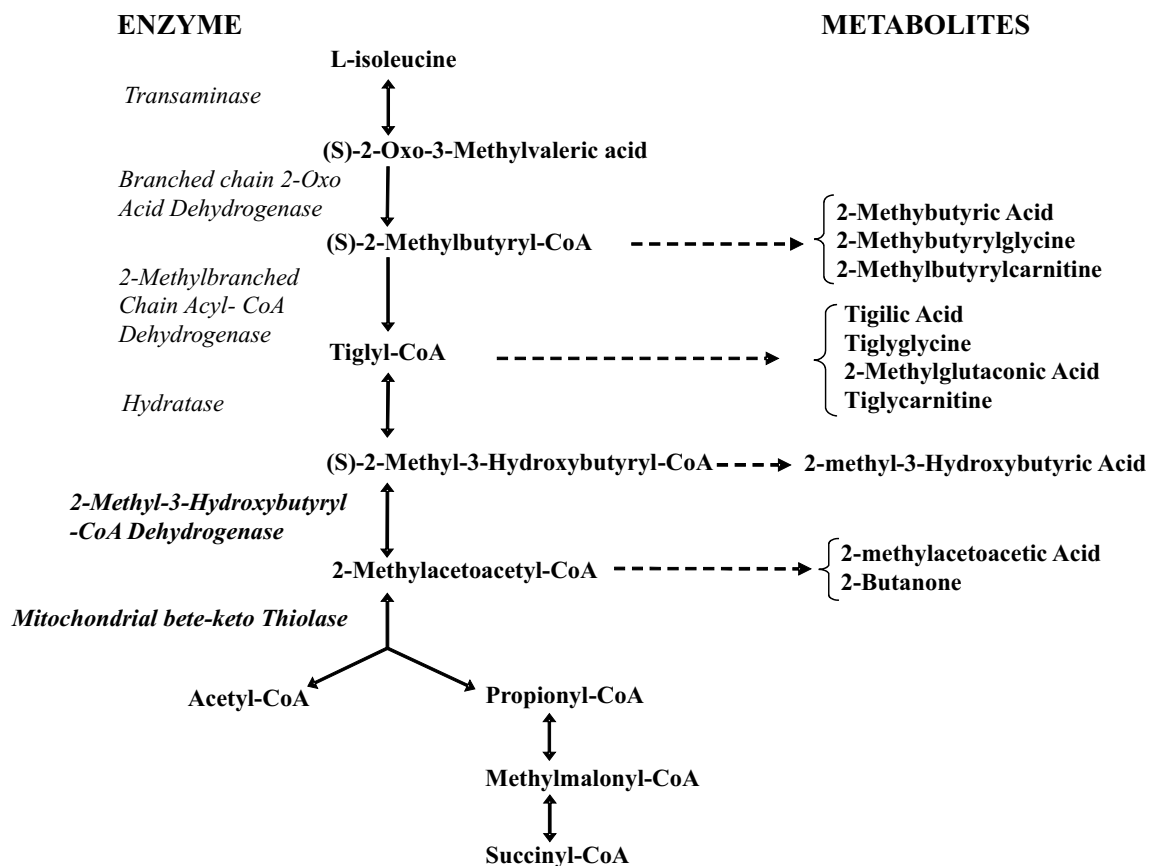 ENZYME
METABOLITES
L-isoleucine
Transaminase
(S)-2-Oxo-3-Methylvaleric acid
Branched chain 2-Oxo
Acid Dehydrogenase
(S)-2-Methylbutyryl-CoA
2-Methybutyric Acid
2-Methybutyrylglycine
2-Methylbutyrylcarnitine
2-Methylbranched
Chain Acyl- CoA
Dehydrogenase
Tiglyl-CoA
Tigilic Acid
Tiglyglycine
2-Methylglutaconic Acid
Tiglycarnitine
Hydratase
(S)-2-Methyl-3-Hydroxybutyryl-CoA
2-methyl-3-Hydroxybutyric Acid
2-Methyl-3-Hydroxybutyryl
-CoA Dehydrogenase
2-Methylacetoacetyl-CoA
2-methylacetoacetic Acid
2-Butanone
Mitochondrial bete-keto Thiolase
Acetyl-CoA
Propionyl-CoA
Methylmalonyl-CoA
Succinyl-CoA